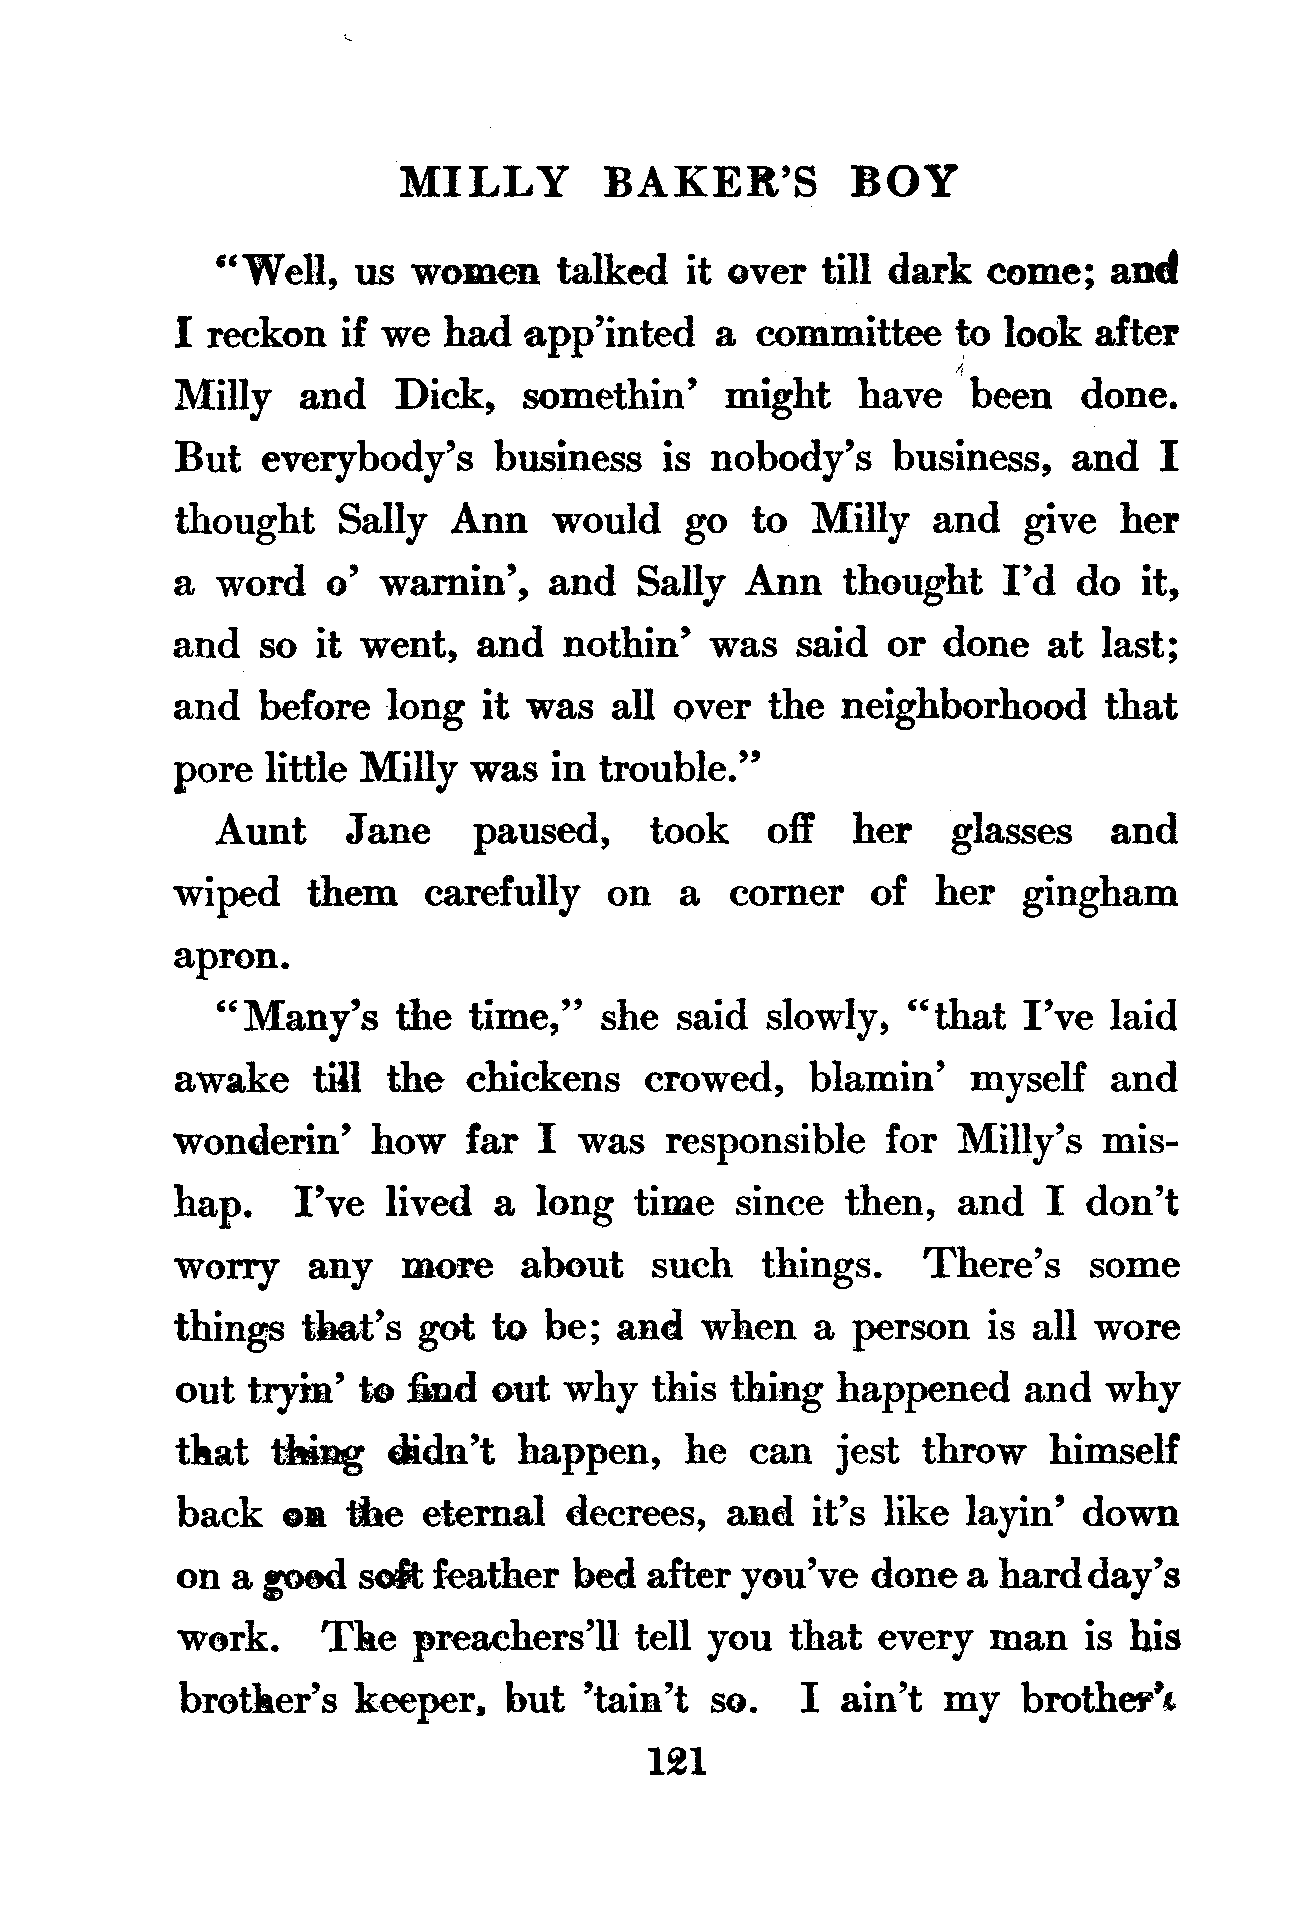 MILLY BAKER'S BOY
“Well, us women talked it over till dark come; and
I reckon if we had app’inted a committee to look after
Milly and Dick, somethin’ might have been done.
But everybody’s business is nobody’s business, and I
thought Sally Ann would go to Milly and give her
a word o’ warnin’, and Sally Ann thought I’d do it,
and so it went, and nothin’ was said or done at last;
and before long it was all over the neighborhood that
pore little Milly was in trouble.”
Aunt Jane paused, took off her glasses and
wiped them carefully on a corner of her gingham
apron.
“Many’s the time,” she said slowly, “that I’ve laid
awake till the chickens crowed, blamin’ myself and
wonderin’ how far I was responsible for Milly’s mis-
hap. I’ve lived a long time since then, and I don’t
worry any more about such things. There’s some
things that’s got to be; and when a person is all wore
out tryin’ to find out why this thing happened and why
that thing didn’t happen, he can jest throw himself
back on the eternal decrees, and it’s like layin’ down
on a good soft feather bed after you’ve done a hard day’s
work. The preachers’ll tell you that every man is his
brother’s keeper, but ’tain’t so. I ain’t my brother’s
121